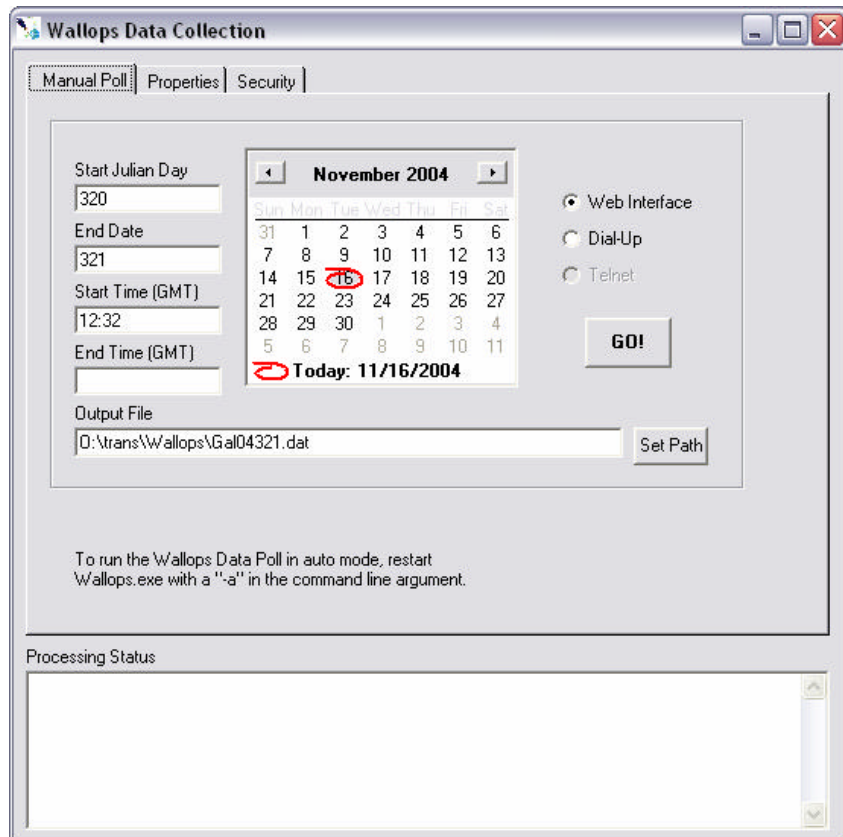 Wallops Data Collection
Manual Poll Properties Security
Start Julian Day
320
End Date
321
Start Time (GMT)
12:32
End Time (GMT)
November 2004
Sun Mon Tue Wed Thu Fri Sat
31 1 2 3 4 5 6
7 8 9 10 11 12 13
14 15 16 17 18 19 20
21 22 23 24 25 26 27
28 29 30 1 2 3 4
5 6 7 8 9 10 11
Today: 11/16/2004
Web Interface
Dial-Up
Telnet
GO!
Output File
O:\trans\Wallops\Gal04321.dat
Set Path
To run the Wallops Data Poll in auto mode, restart
Wallops.exe with a "-a" in the command line argument.
Processing Status